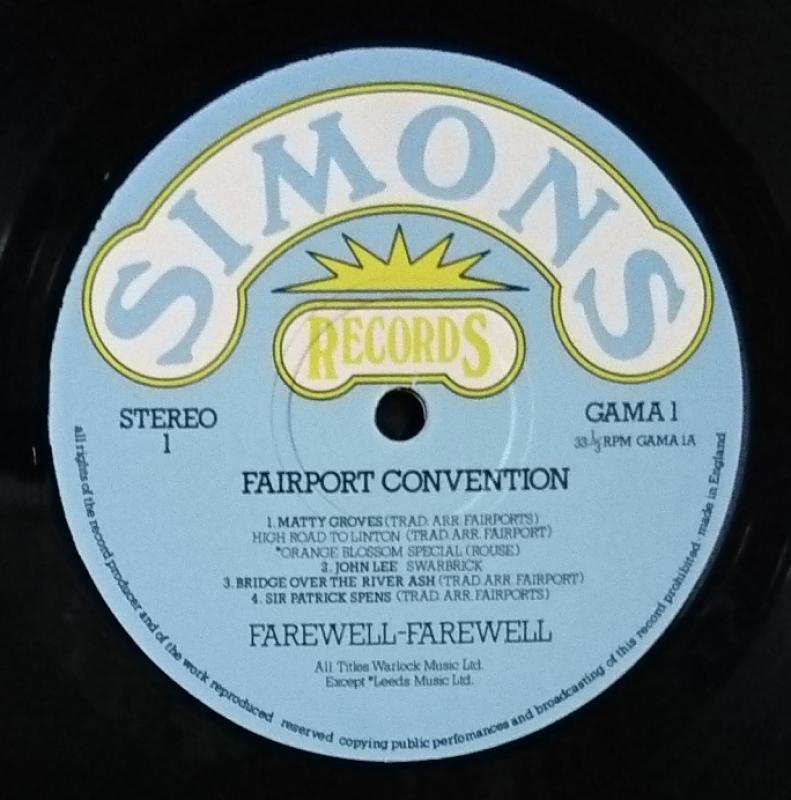 SIMONS
RECORDS
STEREO
1
GAMA 1
33 1/3 RPM GAMA 1A
FAIRPORT CONVENTION
1. MATTY GROVES (TRAD. ARR. FAIRPORTS)
HIGH ROAD TO LINTON (TRAD. ARR. FAIRPORT)
*ORANGE BLOSSOM SPECIAL (ROUSE)
2. JOHN LEE SWARBRICK
3. BRIDGE OVER THE RIVER ASH (TRAD. ARR. FAIRPORT)
4. SIR PATRICK SPENS (TRAD. ARR. FAIRPORTS)
FAREWELL-FAREWELL
All Titles Warlock Music Ltd.
Except *Leeds Music Ltd.
all rights of the record producer and of the work reproduced reserved copying public perfomances and broadcasting of this record prohibited made in England